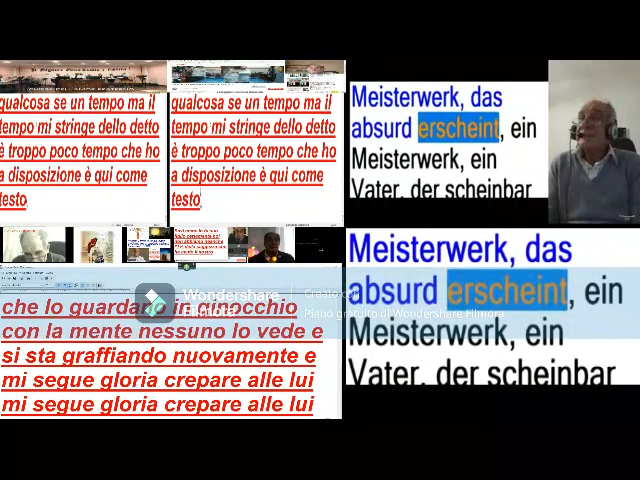 qualcosa se un tempo ma il
tempo mi stringe dello detto
è troppo poco tempo che ho
a disposizione è qui come
testo
qualcosa se un tempo ma il
tempo mi stringe dello detto
è troppo poco tempo che ho
a disposizione è qui come
testo
Meisterwerk, das
absurd erscheint, ein
Meisterwerk, ein
Vater, der scheinbar
che lo guardano in
con la mente nessuno lo vede e
si sta graffiando nuovamente e
mi segue gloria crepare alle lui
mi segue gloria crepare alle lui
Wondershare
Filmora
Creato con
Piano gratuito di Wondershare Filmora
Meisterwerk, das
absurd erscheint, ein
Meisterwerk, ein
Vater, der scheinbar